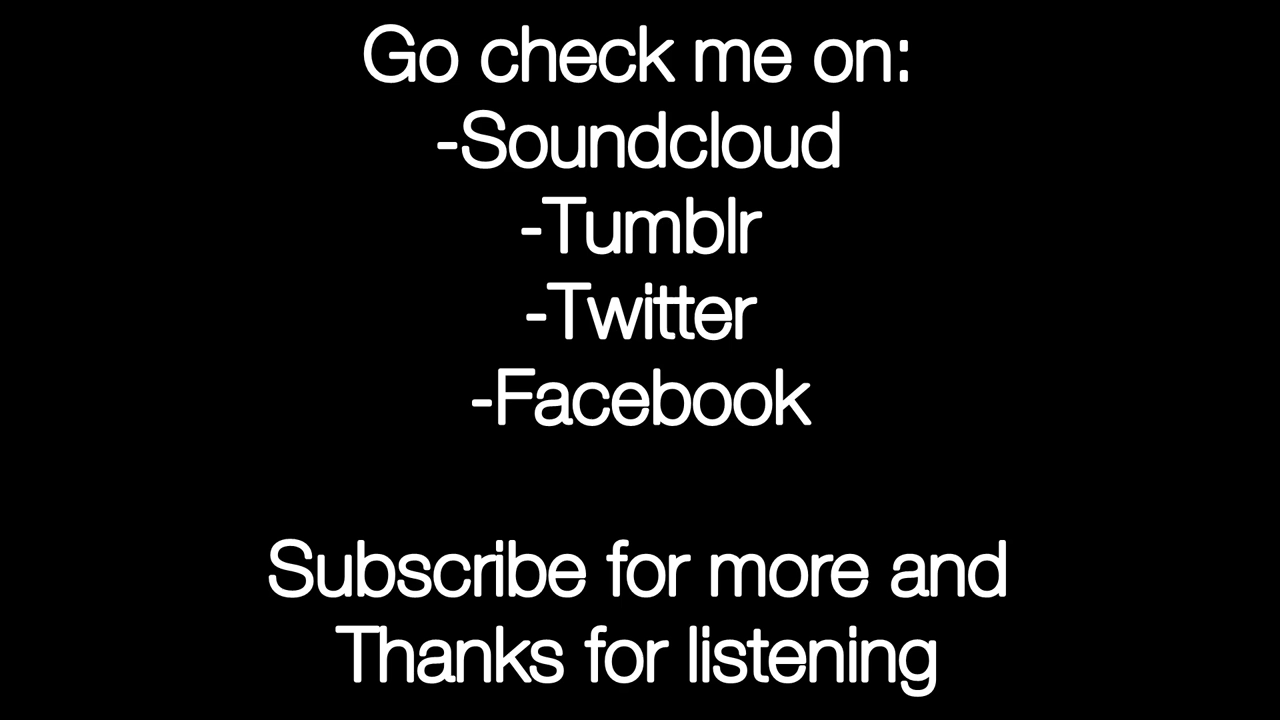 Go check me on:
-Soundcloud
-Tumblr
-Twitter
-Facebook
Subscribe for more and
Thanks for listening